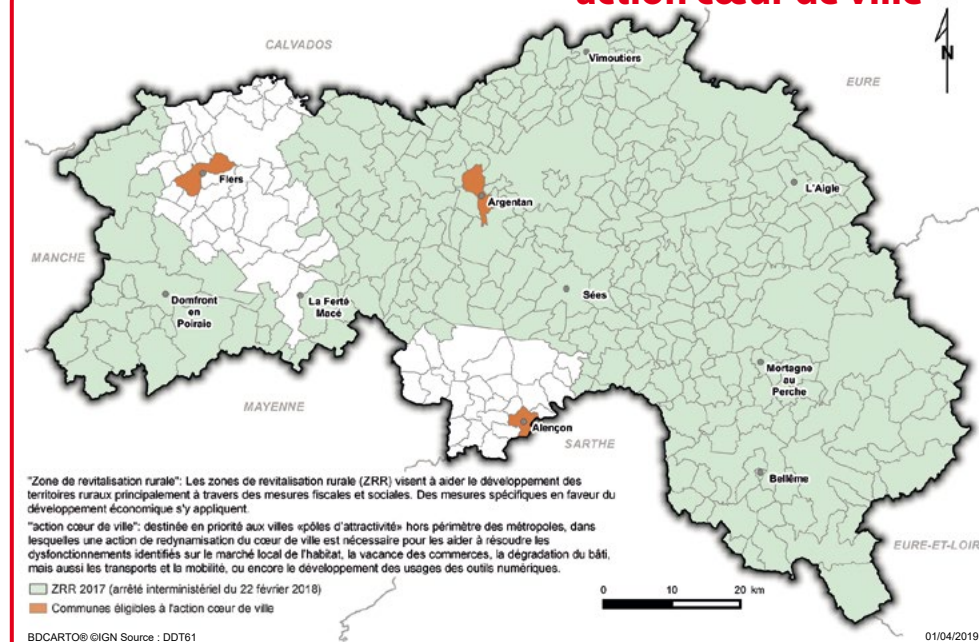 action cœur de ville
N
CALVADOS
Vimoutiers
EURE
Flers
L'Aigle
Argentan
MANCHE
Domfront
en
Poiraie
La Ferté
Macé
Sées
Mortagne
au
Perche
MAYENNE
Alençon
SARTHE
Bellême
EURE-ET-LOIR
"Zone de revitalisation rurale": Les zones de revitalisation rurale (ZRR) visent à aider le développement des
territoires ruraux principalement à travers des mesures fiscales et sociales. Des mesures spécifiques en faveur du
développement économique s'y appliquent.
"action cœur de ville": destinée en priorité aux villes «pôles d'attractivité» hors périmètre des métropoles, dans
lesquelles une action de redynamisation du cœur de ville est nécessaire pour les aider à résoudre les
dysfonctionnements identifiés sur le marché local de l'habitat, la vacance des commerces, la dégradation du bâti,
mais aussi les transports et la mobilité, ou encore le développement des usages des outils numériques.
ZRR 2017 (arrêté interministériel du 22 février 2018)
Communes éligibles à l'action cœur de ville
0 10 20 km
BDCARTO® ©IGN Source : DDT61
01/04/2019